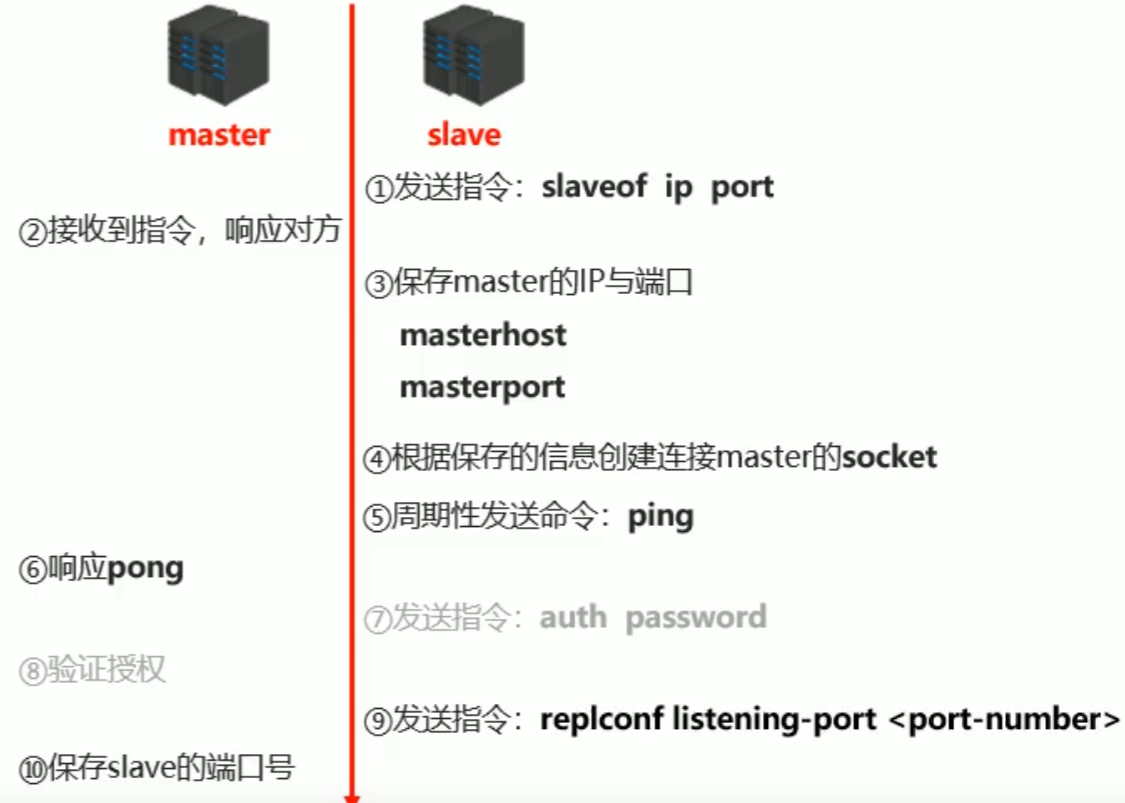 master
slave
①发送指令：slaveof ip port
②接收到指令，响应对方
③保存master的IP与端口
masterhost
masterport
④根据保存的信息创建连接master的socket
⑤周期性发送命令：ping
⑥响应pong
⑦发送指令：auth password
⑧验证授权
⑨发送指令：replconf listening-port <port-number>
⑩保存slave的端口号